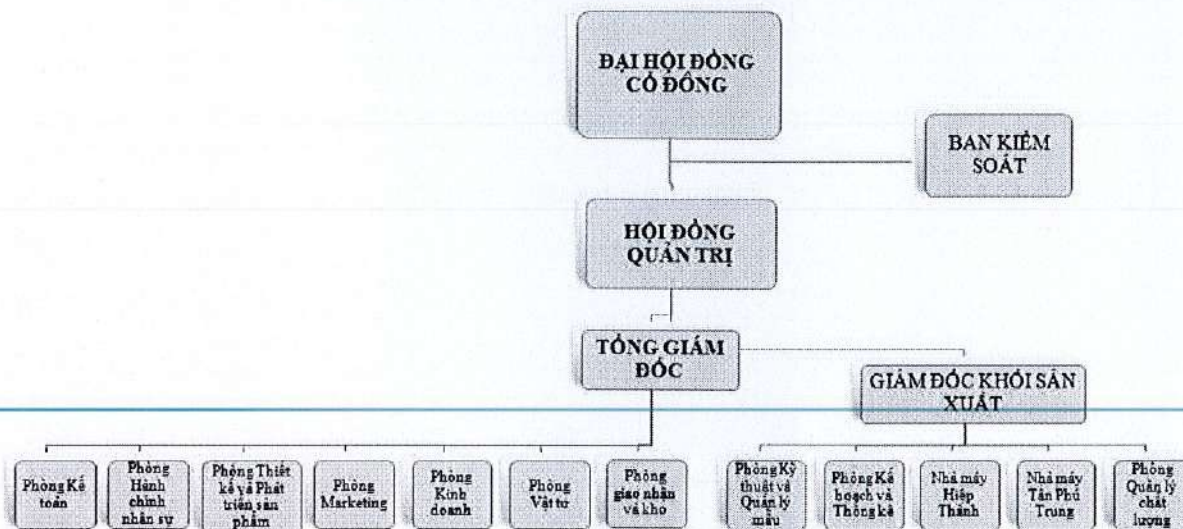 ĐẠI HỘI ĐỒNG
CỔ ĐÔNG
BAN KIỂM
SOÁT
HỘI ĐỒNG
QUẢN TRỊ
TỔNG GIÁM
ĐỐC
GIÁM ĐỐC KHỐI SẢN
XUẤT
Phòng Kế
toán
Phòng
Hành
chính
nhân sự
Phòng Thiết
kế và Phát
triển sản
phẩm
Phòng
Marketing
Phòng
Kinh
doanh
Phòng
Vật tư
Phòng
giao nhận
và kho
Phòng Kỹ
thuật và
Quản lý
mẫu
Phòng Kế
hoạch và
Thống kê
Nhà máy
Hiệp
Thành
Nhà máy
Tân Phú
Trung
Phòng
Quản lý
chất
lượng